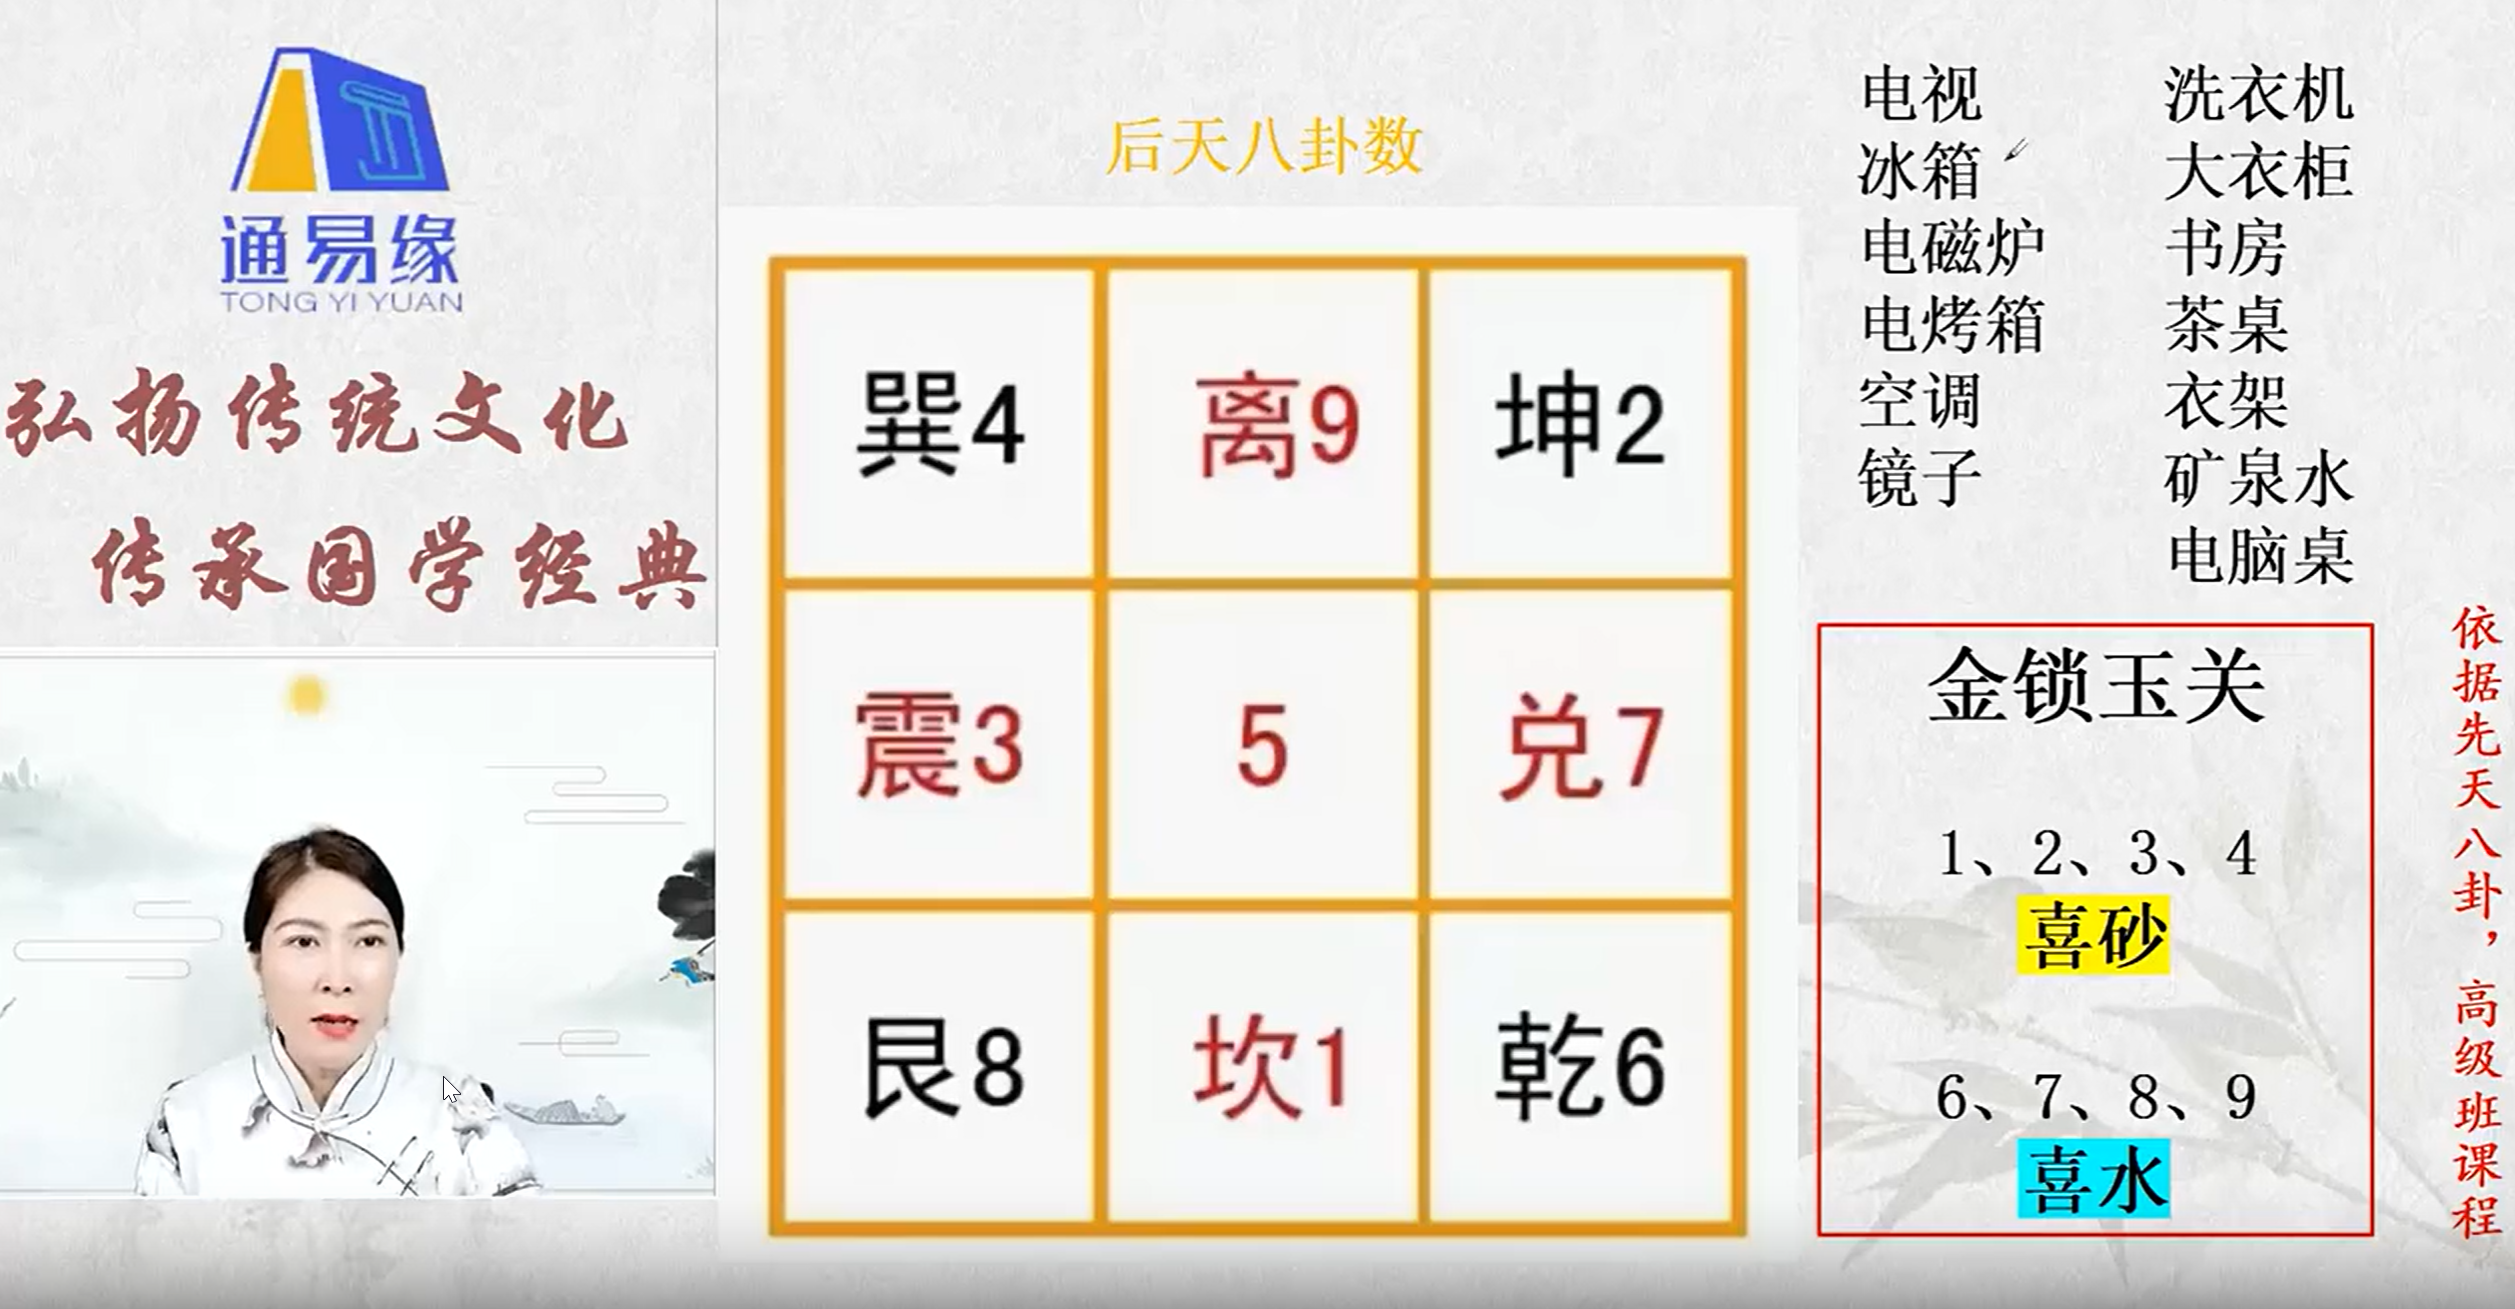 通易缘
TONG YI YUAN
弘扬传统文化
传承国学经典
后天八卦数
巽4
离9
坤2
震3
5
兑7
艮8
坎1
乾6
电视
冰箱
电磁炉
电烤箱
空调
镜子
洗衣机
大衣柜
书房
茶桌
衣架
矿泉水
电脑桌
金锁玉关
1、2、3、4
喜砂
6、7、8、9
喜水
依据先天八卦，高级班课程